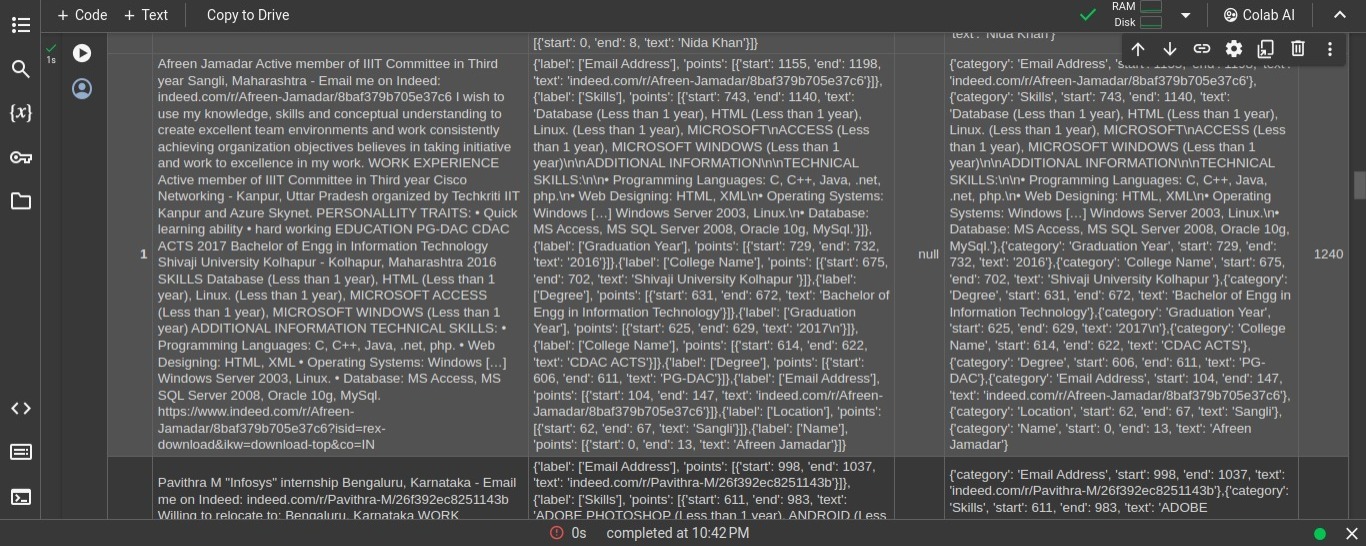 + Code + Text Copy to Drive
RAM
Disk
Colab AI
{x}
1s
[{'start': 0, 'end': 8, 'text': 'Nida Khan'}]}
text': 'Nida Khan'}
1
Afreen Jamadar Active member of IIIT Committee in Third
year Sangli, Maharashtra - Email me on Indeed:
indeed.com/r/Afreen-Jamadar/8baf379b705e37c6 I wish to
use my knowledge, skills and conceptual understanding to
create excellent team environments and work consistently
achieving organization objectives believes in taking initiative
and work to excellence in my work. WORK EXPERIENCE
Active member of IIIT Committee in Third year Cisco
Networking - Kanpur, Uttar Pradesh organized by Techkriti IIT
Kanpur and Azure Skynet. PERSONALLITY TRAITS: • Quick
learning ability • hard working EDUCATION PG-DAC CDAC
ACTS 2017 Bachelor of Engg in Information Technology
Shivaji University Kolhapur - Kolhapur, Maharashtra 2016
SKILLS Database (Less than 1 year), HTML (Less than 1
year), Linux. (Less than 1 year), MICROSOFT ACCESS
(Less than 1 year), MICROSOFT WINDOWS (Less than 1
year) ADDITIONAL INFORMATION TECHNICAL SKILLS: •
Programming Languages: C, C++, Java, .net, php. • Web
Designing: HTML, XML • Operating Systems: Windows […]
Windows Server 2003, Linux. • Database: MS Access, MS
SQL Server 2008, Oracle 10g, MySql.
https://www.indeed.com/r/Afreen-
Jamadar/8baf379b705e37c6?isid=rex-
download&ikw=download-top&co=IN
{'label': ['Email Address'], 'points': [{'start': 1155, 'end': 1198,
'text': 'indeed.com/r/Afreen-Jamadar/8baf379b705e37c6'}]},
{'label': ['Skills'], 'points': [{'start': 743, 'end': 1140, 'text':
'Database (Less than 1 year), HTML (Less than 1 year),
Linux. (Less than 1 year), MICROSOFT\nACCESS (Less
than 1 year), MICROSOFT WINDOWS (Less than 1
year)\n\nADDITIONAL INFORMATION\n\nTECHNICAL
SKILLS:\n\n• Programming Languages: C, C++, Java, .net,
php.\n• Web Designing: HTML, XML\n• Operating Systems:
Windows […] Windows Server 2003, Linux.\n• Database:
MS Access, MS SQL Server 2008, Oracle 10g, MySql.'}]},
{'label': ['Graduation Year'], 'points': [{'start': 729, 'end': 732,
'text': '2016'}]},{'label': ['College Name'], 'points': [{'start': 675,
'end': 702, 'text': 'Shivaji University Kolhapur '}]},{'label':
['Degree'], 'points': [{'start': 631, 'end': 672, 'text': 'Bachelor of
Engg in Information Technology'}]},{'label': ['Graduation
Year'], 'points': [{'start': 625, 'end': 629, 'text': '2017\n'}]},
{'label': ['College Name'], 'points': [{'start': 614, 'end': 622,
'text': 'CDAC ACTS'}]},{'label': ['Degree'], 'points': [{'start':
606, 'end': 611, 'text': 'PG-DAC'}]},{'label': ['Email Address'],
'points': [{'start': 104, 'end': 147, 'text': 'indeed.com/r/Afreen-
Jamadar/8baf379b705e37c6'}]},{'label': ['Location'], 'points':
[{'start': 62, 'end': 67, 'text': 'Sangli'}]},{'label': ['Name'],
'points': [{'start': 0, 'end': 13, 'text': 'Afreen Jamadar'}]}
null
{'category': 'Email Address', 'start': 1155, 'end': 1198, 'text':
'indeed.com/r/Afreen-Jamadar/8baf379b705e37c6'},
{'category': 'Skills', 'start': 743, 'end': 1140, 'text':
'Database (Less than 1 year), HTML (Less than 1 year),
Linux. (Less than 1 year), MICROSOFT\nACCESS (Less
than 1 year), MICROSOFT WINDOWS (Less than 1
year)\n\nADDITIONAL INFORMATION\n\nTECHNICAL
SKILLS:\n\n• Programming Languages: C, C++, Java,
.net, php.\n• Web Designing: HTML, XML\n• Operating
Systems: Windows […] Windows Server 2003, Linux.\n•
Database: MS Access, MS SQL Server 2008, Oracle 10g,
MySql.'},{'category': 'Graduation Year', 'start': 729, 'end':
732, 'text': '2016'},{'category': 'College Name', 'start': 675,
'end': 702, 'text': 'Shivaji University Kolhapur '},{'category':
'Degree', 'start': 631, 'end': 672, 'text': 'Bachelor of Engg in
Information Technology'},{'category': 'Graduation Year',
'start': 625, 'end': 629, 'text': '2017\n'},{'category': 'College
Name', 'start': 614, 'end': 622, 'text': 'CDAC ACTS'},
{'category': 'Degree', 'start': 606, 'end': 611, 'text': 'PG-
DAC'},{'category': 'Email Address', 'start': 104, 'end': 147,
'text': 'indeed.com/r/Afreen-Jamadar/8baf379b705e37c6'},
{'category': 'Location', 'start': 62, 'end': 67, 'text': 'Sangli'},
{'category': 'Name', 'start': 0, 'end': 13, 'text': 'Afreen
Jamadar'}
1240
Pavithra M "Infosys" internship Bengaluru, Karnataka - Email
me on Indeed: indeed.com/r/Pavithra-M/26f392ec8251143b
Willing to relocate to: Bengaluru, Karnataka WORK
{'label': ['Email Address'], 'points': [{'start': 998, 'end': 1037,
'text': 'indeed.com/r/Pavithra-M/26f392ec8251143b'}]},
{'label': ['Skills'], 'points': [{'start': 611, 'end': 983, 'text':
'ADOBE PHOTOSHOP (Less than 1 year), ANDROID (Less
{'category': 'Email Address', 'start': 998, 'end': 1037, 'text':
'indeed.com/r/Pavithra-M/26f392ec8251143b'},{'category':
'Skills', 'start': 611, 'end': 983, 'text': 'ADOBE
0s completed at 10:42 PM